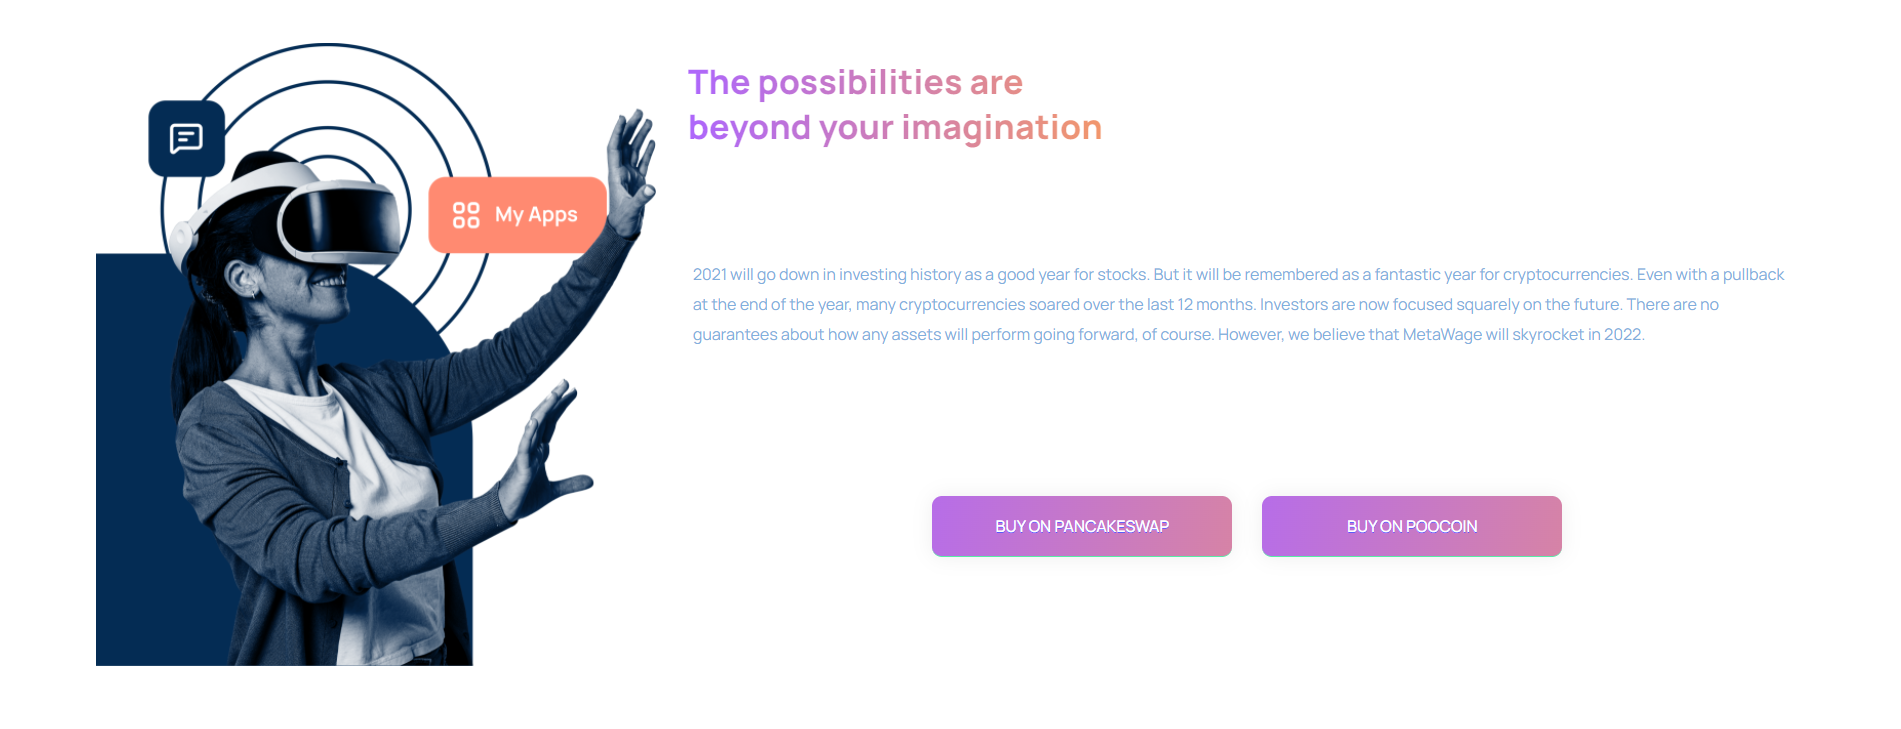 The possibilities are
beyond your imagination
My Apps
2021 will go down in investing history as a good year for stocks. But it will be remembered as a fantastic year for cryptocurrencies. Even with a pullback
at the end of the year, many cryptocurrencies soared over the last 12 months. Investors are now focused squarely on the future. There are no
guarantees about how any assets will perform going forward, of course. However, we believe that MetaWage will skyrocket in 2022.
BUY ON PANCAKESWAP
BUY ON POOCOIN